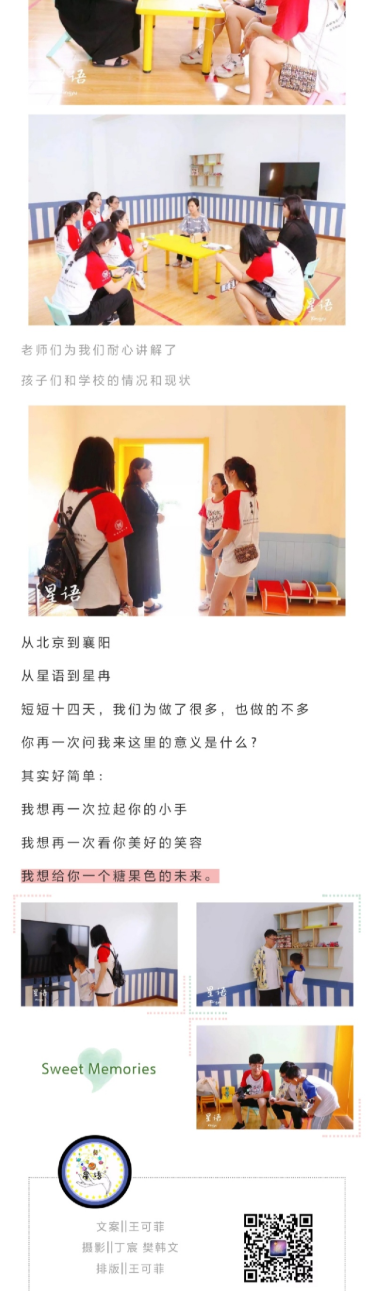 星语
星语
老师们为我们耐心讲解了
孩子们和学校的情况和现状
星语
从北京到襄阳
从星语到星冉
短短十四天，我们为做了很多，也做的不多
你再一次问我来这里的意义是什么？
其实好简单：
我想再一次拉起你的小手
我想再一次看你美好的笑容
我想给你一个糖果色的未来。
星语
星语
Sweet Memories
星语
星语
文案||王可菲
摄影||丁宸 樊韩文
排版||王可菲